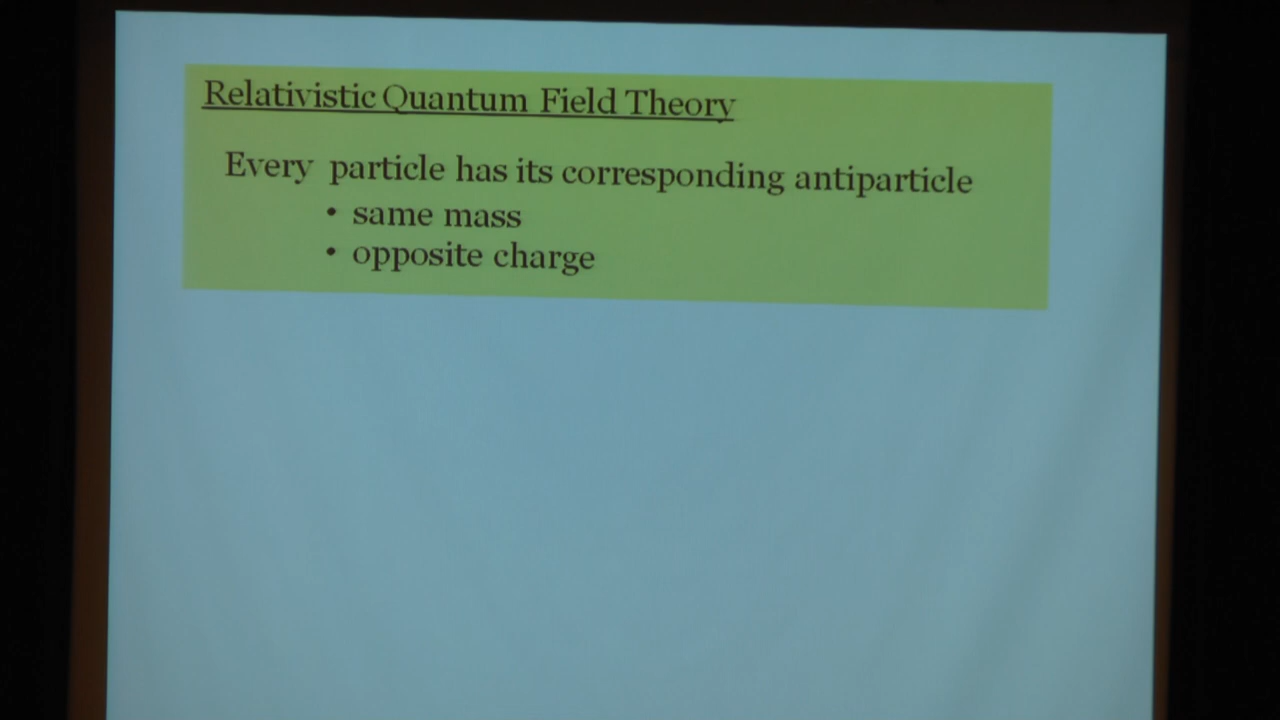 Relativistic Quantum Field Theory
Every particle has its corresponding antiparticle
• same mass
• opposite charge